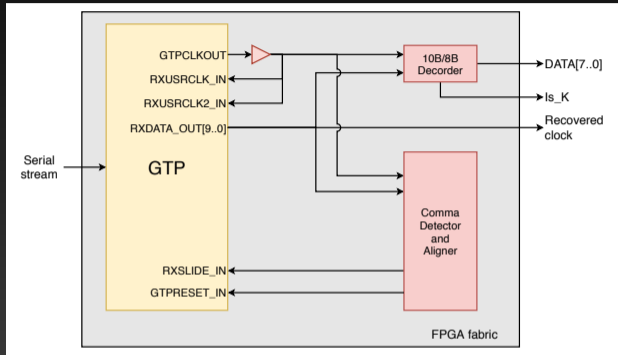 GTPCLKOUT
RXUSRCLK_IN
RXUSRCLK2_IN
RXDATA_OUT[9..0]
Serial
stream
GTP
RXSLIDE_IN
GTPRESET_IN
10B/8B
Decorder
DATA[7..0]
Is_K
Recovered
clock
Comma
Detector
and
Aligner
FPGA fabric